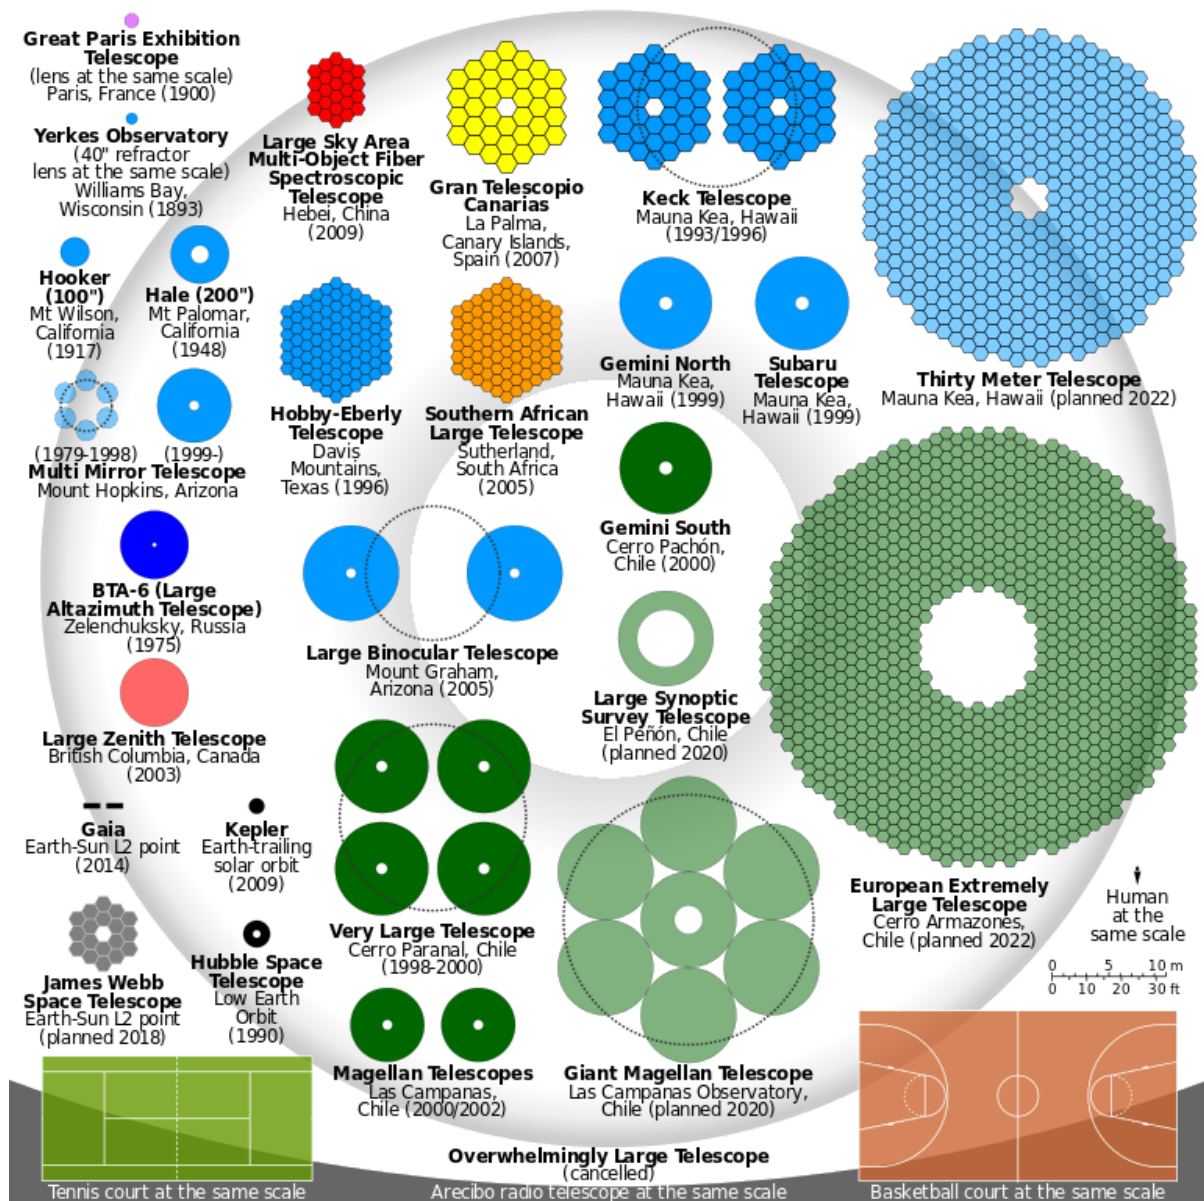 Great Paris Exhibition
Telescope
(lens at the same scale)
Paris, France (1900)
Yerkes Observatory
(40" refractor
lens at the same scale)
Williams Bay,
Wisconsin (1893)
Hooker
(100")
Mt Wilson,
California
(1917)
Hale (200")
Mt Palomar,
California
(1948)
(1979-1998)
(1999-)
Multi Mirror Telescope
Mount Hopkins, Arizona
BTA-6 (Large
Altazimuth Telescope)
Zelenchuksky, Russia
(1975)
Large Zenith Telescope
British Columbia, Canada
(2003)
Gaia
Earth-Sun L2 point
(2014)
Kepler
Earth-trailing
solar orbit
(2009)
James Webb
Space Telescope
Earth-Sun L2 point
(planned 2018)
Hubble Space
Telescope
Low Earth
Orbit
(1990)
Large Sky Area
Multi-Object Fiber
Spectroscopic
Telescope
Hebei, China
(2009)
Gran Telescopio
Canarias
La Palma,
Canary Islands,
Spain (2007)
Keck Telescope
Mauna Kea, Hawaii
(1993/1996)
Hobby-Eberly
Telescope
Davis
Mountains,
Texas (1996)
Southern African
Large Telescope
Sutherland,
South Africa
(2005)
Gemini North
Mauna Kea,
Hawaii (1999)
Subaru
Telescope
Mauna Kea,
Hawaii (1999)
Thirty Meter Telescope
Mauna Kea, Hawaii (planned 2022)
Gemini South
Cerro Pachón,
Chile (2000)
Large Binocular Telescope
Mount Graham,
Arizona (2005)
Large Synoptic
Survey Telescope
El Peñón, Chile
(planned 2020)
Very Large Telescope
Cerro Paranal, Chile
(1998-2000)
Magellan Telescopes
Las Campanas,
Chile (2000/2002)
Giant Magellan Telescope
Las Campanas Observatory,
Chile (planned 2020)
European Extremely
Large Telescope
Cerro Armazones,
Chile (planned 2022)
Human
at the
same scale
0 5 10 m
0 10 20 30 ft
Overwhelmingly Large Telescope
(cancelled)
Tennis court at the same scale
Arecibo radio telescope at the same scale
Basketball court at the same scale